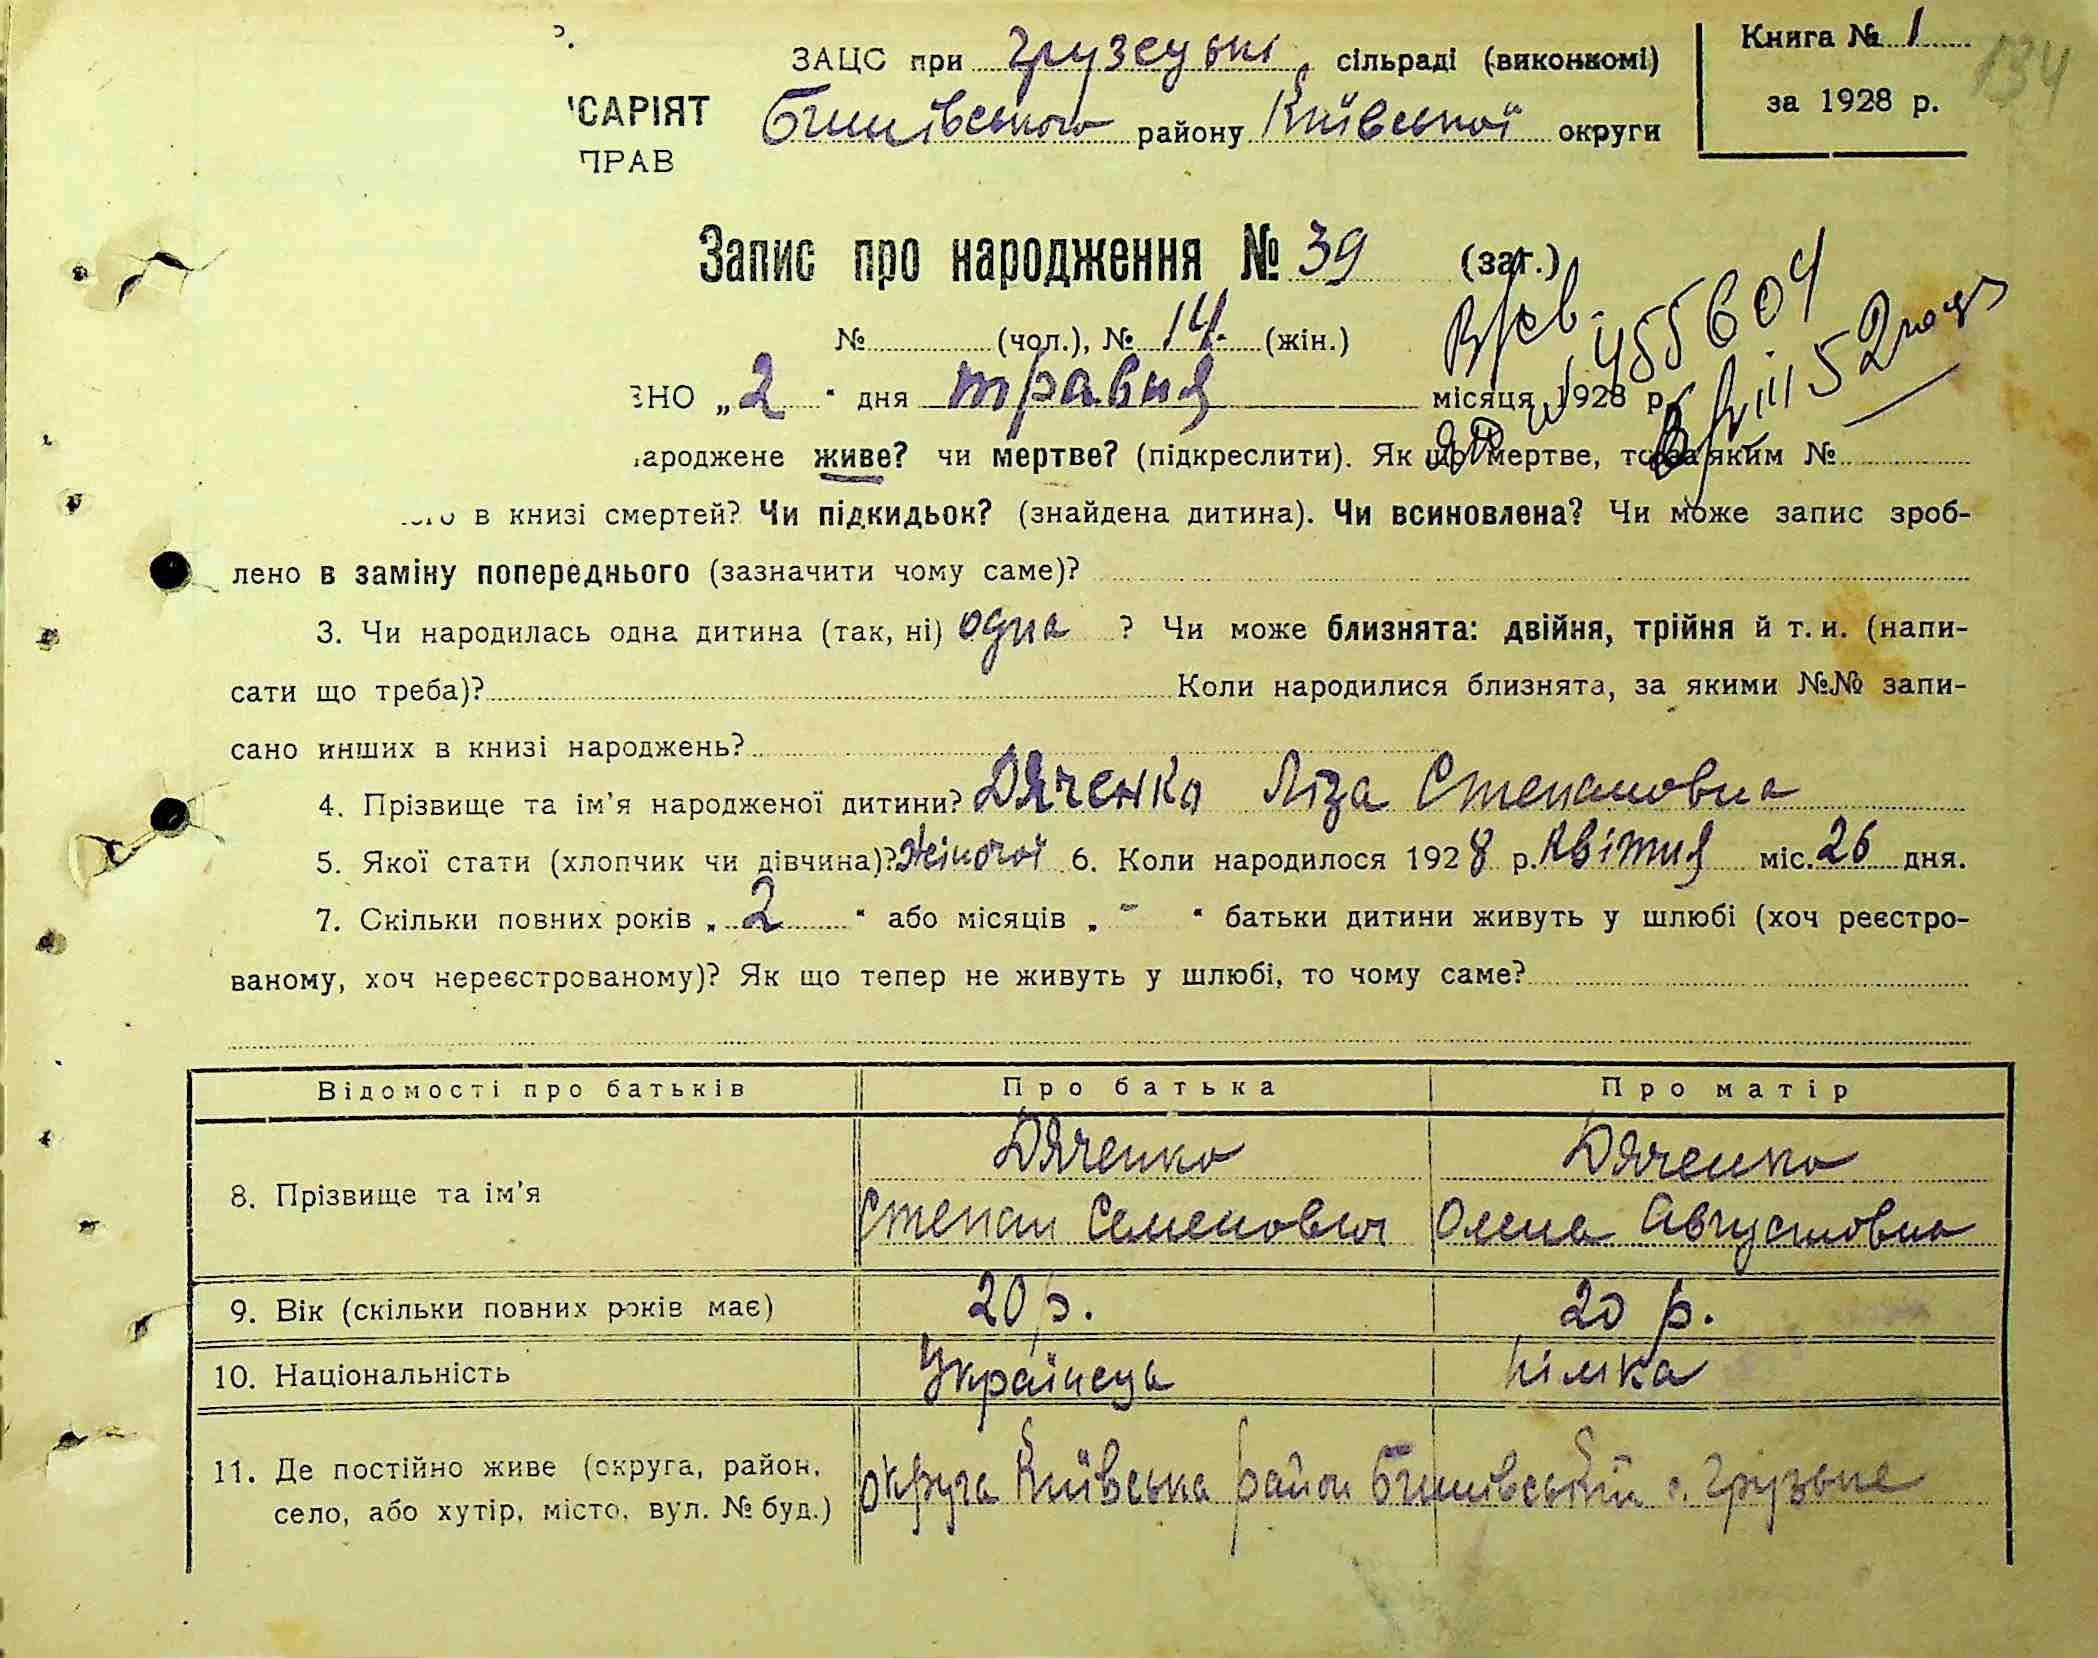 ЗАЦС при Грузський сільраді (виконкомі)
Книга № 1
134
'САРІЯТ
Бишівського району Київської округи
за 1928 р.
ПРАВ
Запис про народження № 39 (заг.)
№ (чол.), № 14 (жін.)
455604
ЕНО „2" дня травня місяця 1928 р.
ароджене живе? чи мертве? (підкреслити). Як що мертве, то за яким №
ого в книзі смертей? Чи підкидьок? (знайдена дитина). Чи всиновлена? Чи може запис зроб-
лено в заміну попереднього (зазначити чому саме)?
3. Чи народилась одна дитина (так, ні) одна ? Чи може близнята: двійня, трійня й т. и. (напи-
сати що треба)? Коли народилися близнята, за якими №№ запи-
сано инших в книзі народжень?
4. Прізвище та ім'я народженої дитини? Дяченко Ліза Степановна
5. Якої стати (хлопчик чи дівчина)? Жіночої 6. Коли народилося 1928 р. Квітня міс. 26 дня.
7. Скільки повних років „2" або місяців „-" батьки дитини живуть у шлюбі (хоч реєстро-
ваному, хоч нереєстрованому)? Як що тепер не живуть у шлюбі, то чому саме?
Відомості про батьків Про батька Про матір
8. Прізвище та ім'я Дяченко Дяченко
Степан Семенович Олена Августовна
9. Вік (скільки повних років має) 20 р. 20 р.
10. Національність Українець німка
11. Де постійно живе (округа, район, село, або хутір, місто, вул. № буд.) округа Київська район Бишівський с. Грузьке